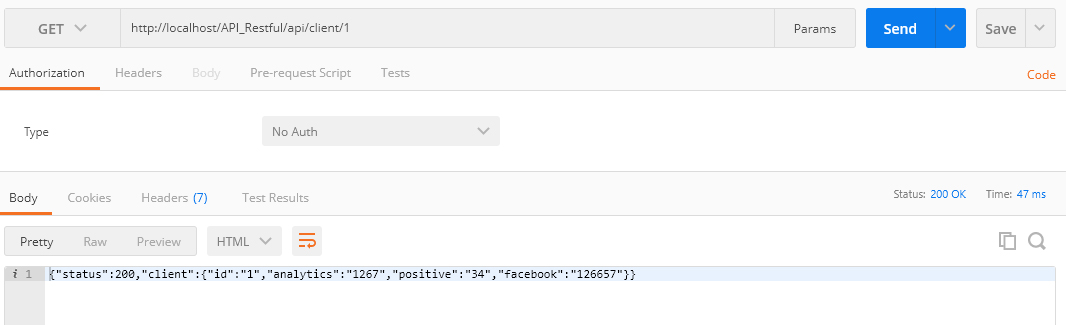 GET http://localhost/API_Restful/api/client/1 Params Send Save
Authorization Headers Body Pre-request Script Tests Code
Type No Auth
Body Cookies Headers (7) Test Results Status: 200 OK Time: 47 ms
Pretty Raw Preview HTML
i 1 {"status":200,"client":{"id":"1","analytics":"1267","positive":"34","facebook":"126657"}}